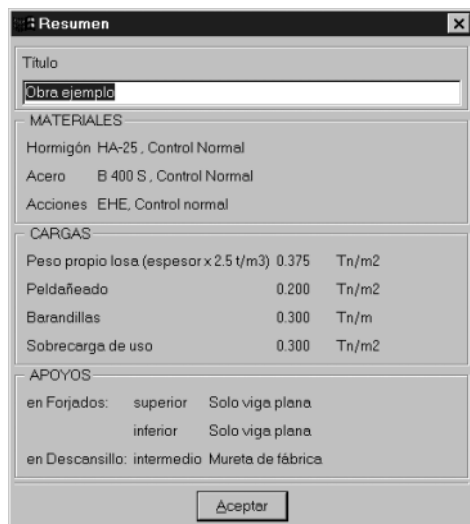 Resumen
Título
Obra ejemplo
MATERIALES
Hormigón HA-25 , Control Normal
Acero B 400 S , Control Normal
Acciones EHE, Control normal
CARGAS
Peso propio losa (espesor x 2.5 t/m3) 0.375 Tn/m2
Peldañeado 0.200 Tn/m2
Barandillas 0.300 Tn/m
Sobrecarga de uso 0.300 Tn/m2
APOYOS
en Forjados: superior Solo viga plana
inferior Solo viga plana
en Descansillo: intermedio Mureta de fábrica
Aceptar